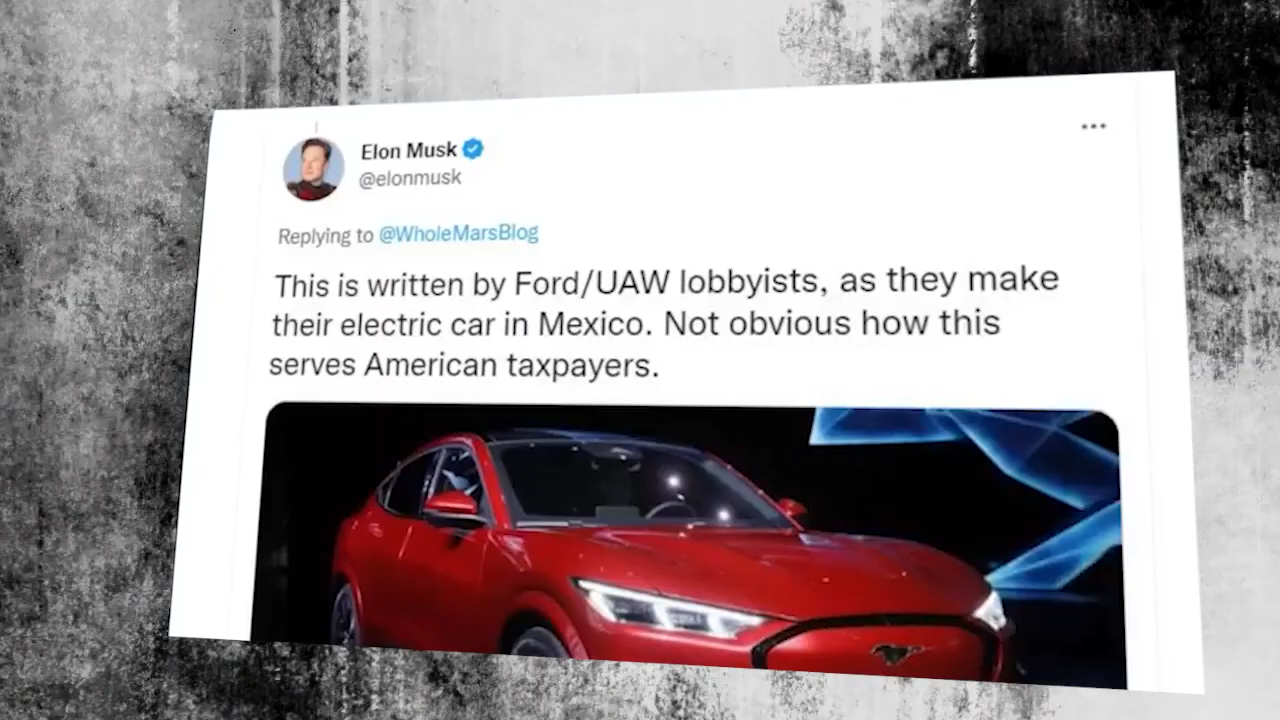 Elon Musk
@elonmusk
Replying to @WholeMarsBlog
This is written by Ford/UAW lobbyists, as they make
their electric car in Mexico. Not obvious how this
serves American taxpayers.